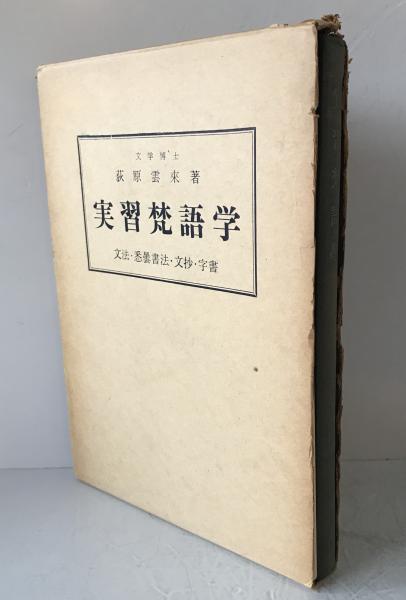 文学博士
荻原雲來著
実習梵語学
文法・悉曇書法・文抄・字書